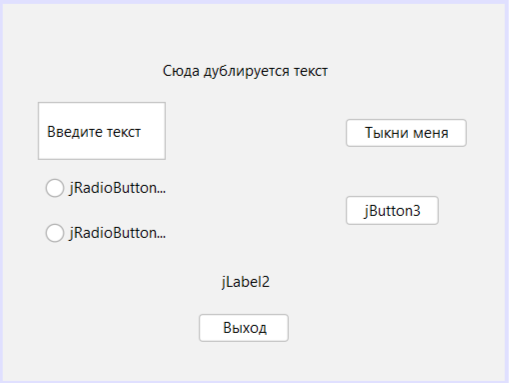 Сюда дублируется текст
Введите текст
Тыкни меня
jRadioButton...
jButton3
jRadioButton...
jLabel2
Выход